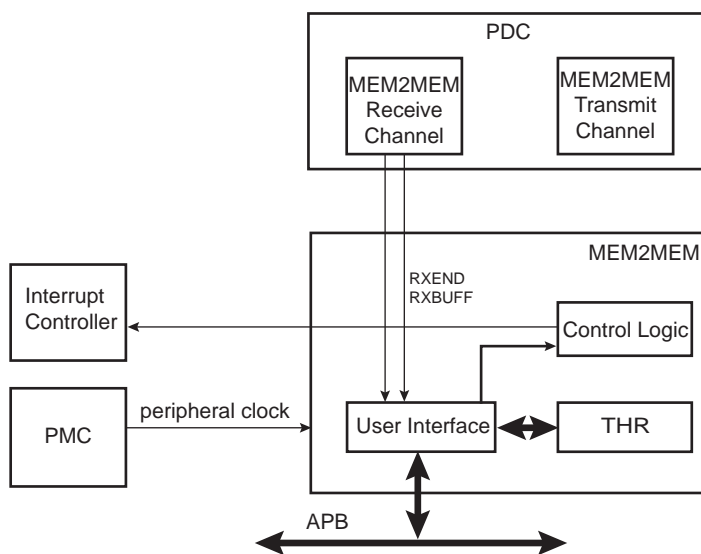 PDC
MEM2MEM
Receive
Channel
MEM2MEM
Transmit
Channel
MEM2MEM
RXEND
RXBUFF
Interrupt
Controller
Control Logic
PMC
peripheral clock
User Interface
THR
APB